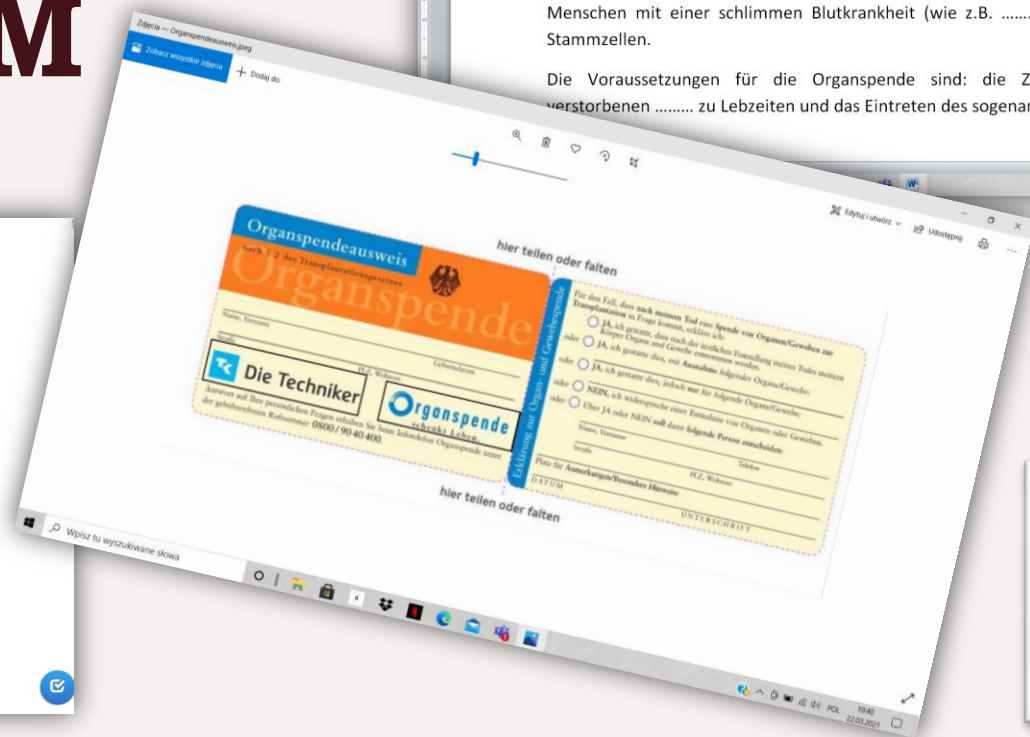 M
Menschen mit einer schlimmen Blutkrankheit (wie z.B. ........
Stammzellen.
Die Voraussetzungen für die Organspende sind: die Z
verstorbenen ......... zu Lebzeiten und das Eintreten des sogenan
Zdjęcia — Organspendeausweis.jpeg
Zobacz wszystkie zdjęcia
Dodaj do
Edytuj i utwórz
Udostępnij
hier teilen oder falten
Organspendeausweis
nach § 2 des Transplantationsgesetzes
Organspende
Name, Vorname
Geburtsdatum
Straße
PLZ, Wohnort
Die Techniker
Organspende
schenkt Leben.
Antwort auf Ihre persönlichen Fragen erhalten Sie beim Infotelefon Organspende unter
der gebührenfreien Rufnummer 0800/90 40 400.
Erklärung zur Organ- und Gewebespende
Für den Fall, dass nach meinem Tod eine Spende von Organen/Geweben zur
Transplantation in Frage kommt, erkläre ich:
JA, ich gestatte, dass nach der ärztlichen Feststellung meines Todes meinem
Körper Organe und Gewebe entnommen werden.
oder JA, ich gestatte dies, mit Ausnahme folgender Organe/Gewebe:
oder JA, ich gestatte dies, jedoch nur für folgende Organe/Gewebe:
oder NEIN, ich widerspreche einer Entnahme von Organen oder Geweben.
oder Über JA oder NEIN soll dann folgende Person entscheiden:
Name, Vorname
Telefon
Straße
PLZ, Wohnort
Platz für Anmerkungen/Besondere Hinweise
DATUM
UNTERSCHRIFT
hier teilen oder falten
Wpisz tu wyszukiwane słowa
POL
10:40
22.03.2021